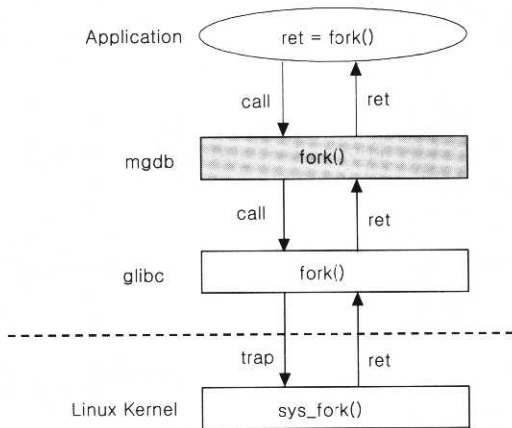 Application
ret = fork()
call
ret
mgdb
fork()
call
ret
glibc
fork()
trap
ret
Linux Kernel
sys_fork()